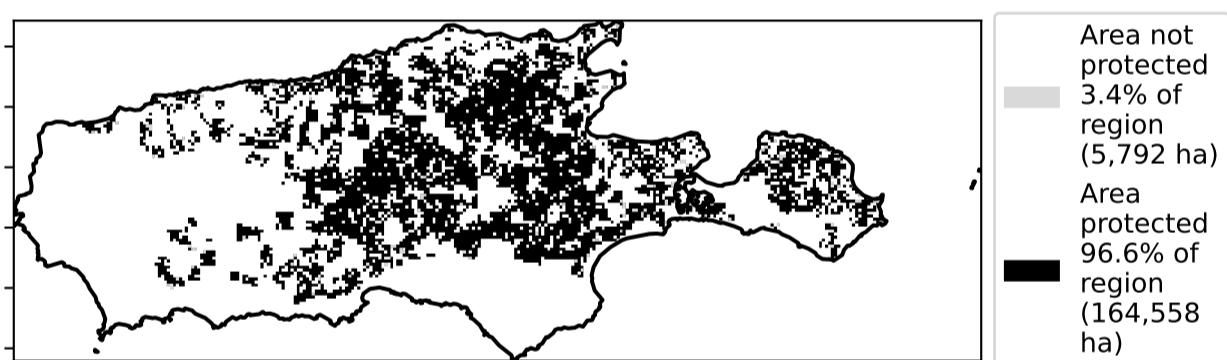 Area not
protected
3.4% of
region
(5,792 ha)
Area
protected
96.6% of
region
(164,558
ha)